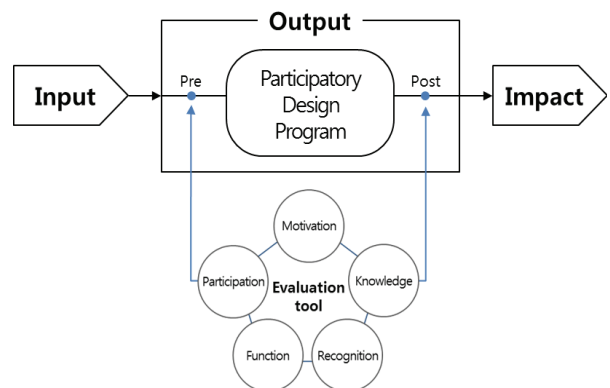 Output
Input
Pre
Participatory
Design
Program
Post
Impact
Motivation
Participation
Evaluation
tool
Knowledge
Function
Recognition